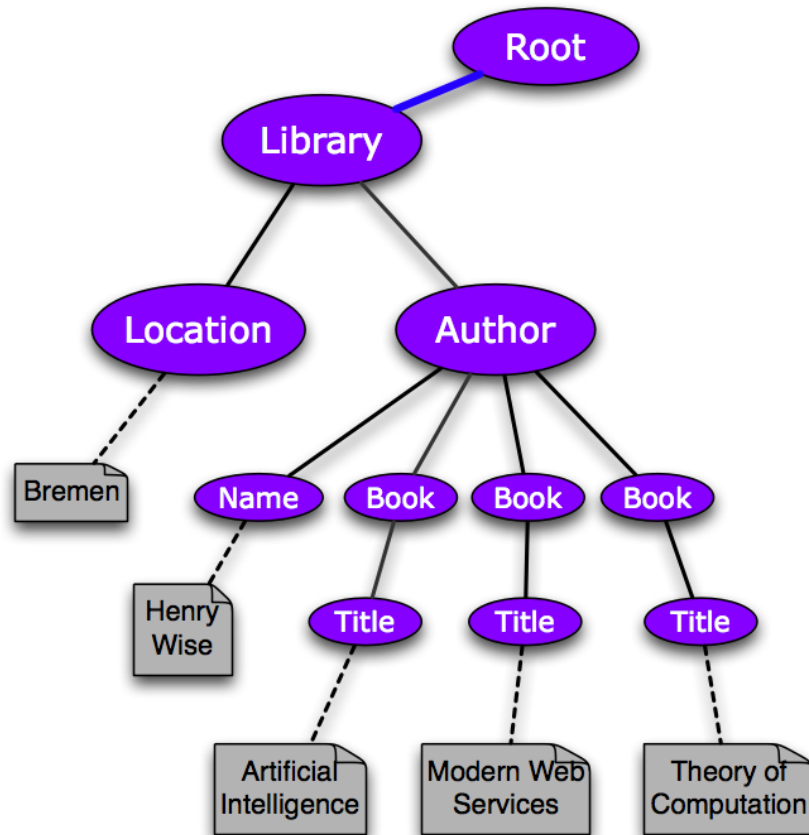 Root
Library
Location
Author
Bremen
Name
Book
Book
Book
Henry
Wise
Title
Title
Title
Artificial
Intelligence
Modern Web
Services
Theory of
Computation